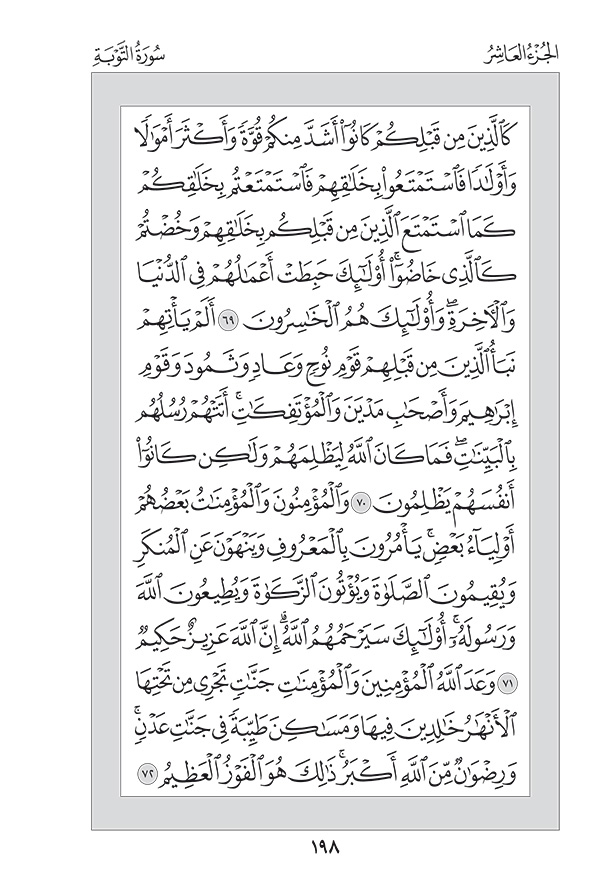 الجُزْءُ العَاشِرُ
سُورَةُ التَّوْبَةِ
كَٱلَّذِينَ مِن قَبْلِكُمْ كَانُوٓا۟ أَشَدَّ مِنكُمْ قُوَّةً وَأَكْثَرَ أَمْوَٰلًا
وَأَوْلَٰدًا فَٱسْتَمْتَعُوا۟ بِخَلَٰقِهِمْ فَٱسْتَمْتَعْتُم بِخَلَٰقِكُمْ
كَمَا ٱسْتَمْتَعَ ٱلَّذِينَ مِن قَبْلِكُم بِخَلَٰقِهِمْ وَخُضْتُمْ
كَٱلَّذِى خَاضُوٓا۟ۚ أُو۟لَٰٓئِكَ حَبِطَتْ أَعْمَٰلُهُمْ فِى ٱلدُّنْيَا
وَٱلْءَاخِرَةِۖ وَأُو۟لَٰٓئِكَ هُمُ ٱلْخَٰسِرُونَ ٦٩ أَلَمْ يَأْتِهِمْ
نَبَأُ ٱلَّذِينَ مِن قَبْلِهِمْ قَوْمِ نُوحٍ وَعَادٍ وَثَمُودَ وَقَوْمِ
إِبْرَٰهِيمَ وَأَصْحَٰبِ مَدْيَنَ وَٱلْمُؤْتَفِكَٰتِۚ أَتَتْهُمْ رُسُلُهُم
بِٱلْبَيِّنَٰتِۖ فَمَا كَانَ ٱللَّهُ لِيَظْلِمَهُمْ وَلَٰكِن كَانُوٓا۟
أَنفُسَهُمْ يَظْلِمُونَ ٧٠ وَٱلْمُؤْمِنُونَ وَٱلْمُؤْمِنَٰتُ بَعْضُهُمْ
أَوْلِيَآءُ بَعْضٍۚ يَأْمُرُونَ بِٱلْمَعْرُوفِ وَيَنْهَوْنَ عَنِ ٱلْمُنكَرِ
وَيُقِيمُونَ ٱلصَّلَوٰةَ وَيُؤْتُونَ ٱلزَّكَوٰةَ وَيُطِيعُونَ ٱللَّهَ
وَرَسُولَهُۥٓۚ أُو۟لَٰٓئِكَ سَيَرْحَمُهُمُ ٱللَّهُۗ إِنَّ ٱللَّهَ عَزِيزٌ حَكِيمٌ
٧١ وَعَدَ ٱللَّهُ ٱلْمُؤْمِنِينَ وَٱلْمُؤْمِنَٰتِ جَنَّٰتٍ تَجْرِى مِن تَحْتِهَا
ٱلْأَنْهَٰرُ خَٰلِدِينَ فِيهَا وَمَسَٰكِنَ طَيِّبَةً فِى جَنَّٰتِ عَدْنٍۚ
وَرِضْوَٰنٌ مِّنَ ٱللَّهِ أَكْبَرُۚ ذَٰلِكَ هُوَ ٱلْفَوْزُ ٱلْعَظِيمُ ٧٢
١٩٨